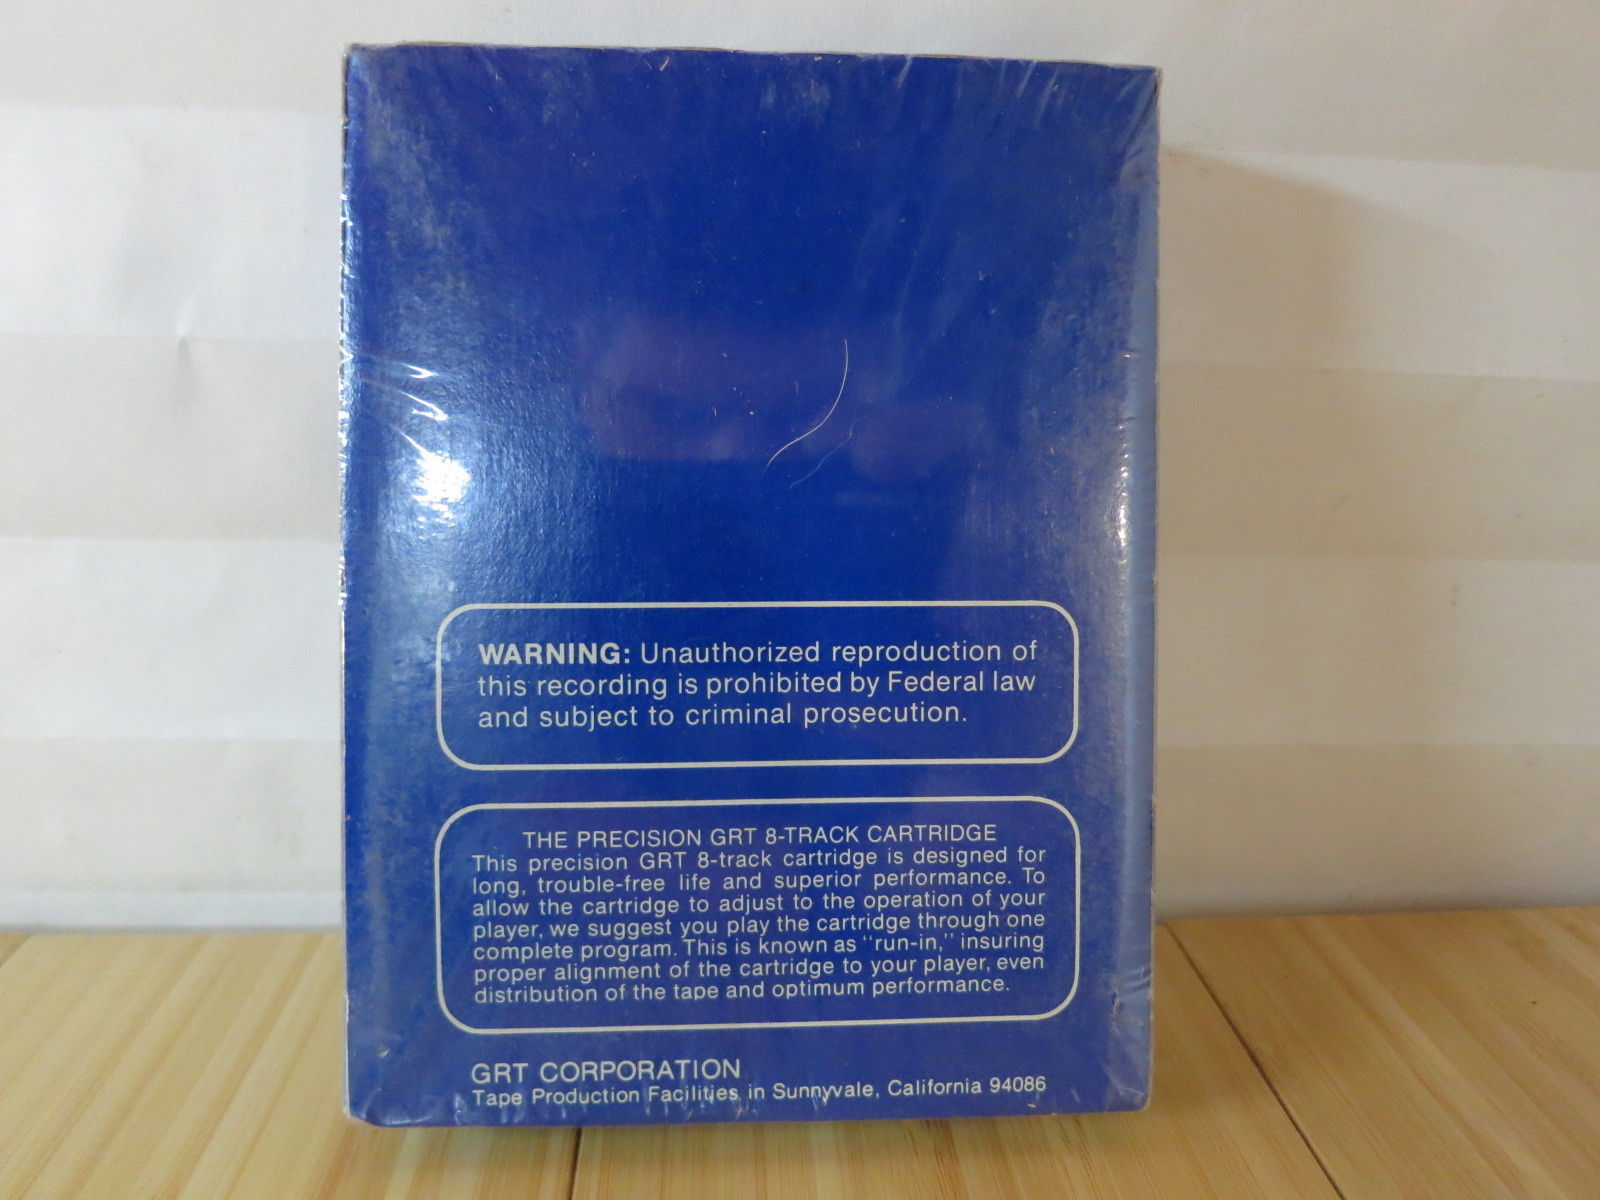 WARNING: Unauthorized reproduction of
this recording is prohibited by Federal law
and subject to criminal prosecution.
THE PRECISION GRT 8-TRACK CARTRIDGE
This precision GRT 8-track cartridge is designed for
long, trouble-free life and superior performance. To
allow the cartridge to adjust to the operation of your
player, we suggest you play the cartridge through one
complete program. This is known as "run-in," insuring
proper alignment of the cartridge to your player, even
distribution of the tape and optimum performance.
GRT CORPORATION
Tape Production Facilities in Sunnyvale, California 94086